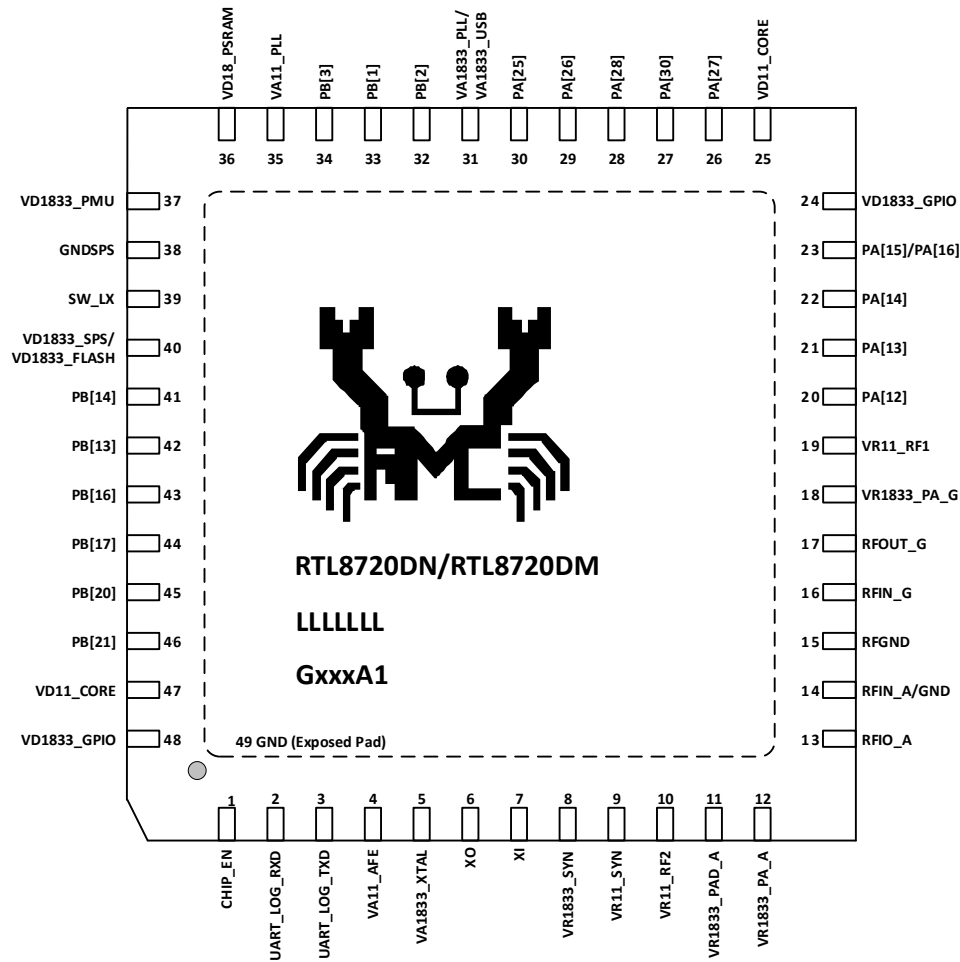 VD18_PSRAM
VA11_PLL
PB[3]
PB[1]
PB[2]
VA1833_PLL/
VA1833_USB
PA[25]
PA[26]
PA[28]
PA[30]
PA[27]
VD11_CORE
36 35 34 33 32 31 30 29 28 27 26 25
VD1833_PMU 37
GNDSPS 38
SW_LX 39
VD1833_SPS/
VD1833_FLASH 40
PB[14] 41
PB[13] 42
PB[16] 43
PB[17] 44
PB[20] 45
PB[21] 46
VD11_CORE 47
VD1833_GPIO 48
24 VD1833_GPIO
23 PA[15]/PA[16]
22 PA[14]
21 PA[13]
20 PA[12]
19 VR11_RF1
18 VR1833_PA_G
17 RFOUT_G
16 RFIN_G
15 RFGND
14 RFIN_A/GND
13 RFIO_A
RTL8720DN/RTL8720DM
LLLLLLL
GxxxA1
49 GND (Exposed Pad)
1 2 3 4 5 6 7 8 9 10 11 12
CHIP_EN
UART_LOG_RXD
UART_LOG_TXD
VA11_AFE
VA1833_XTAL
XO
XI
VR1833_SYN
VR11_SYN
VR11_RF2
VR1833_PAD_A
VR1833_PA_A